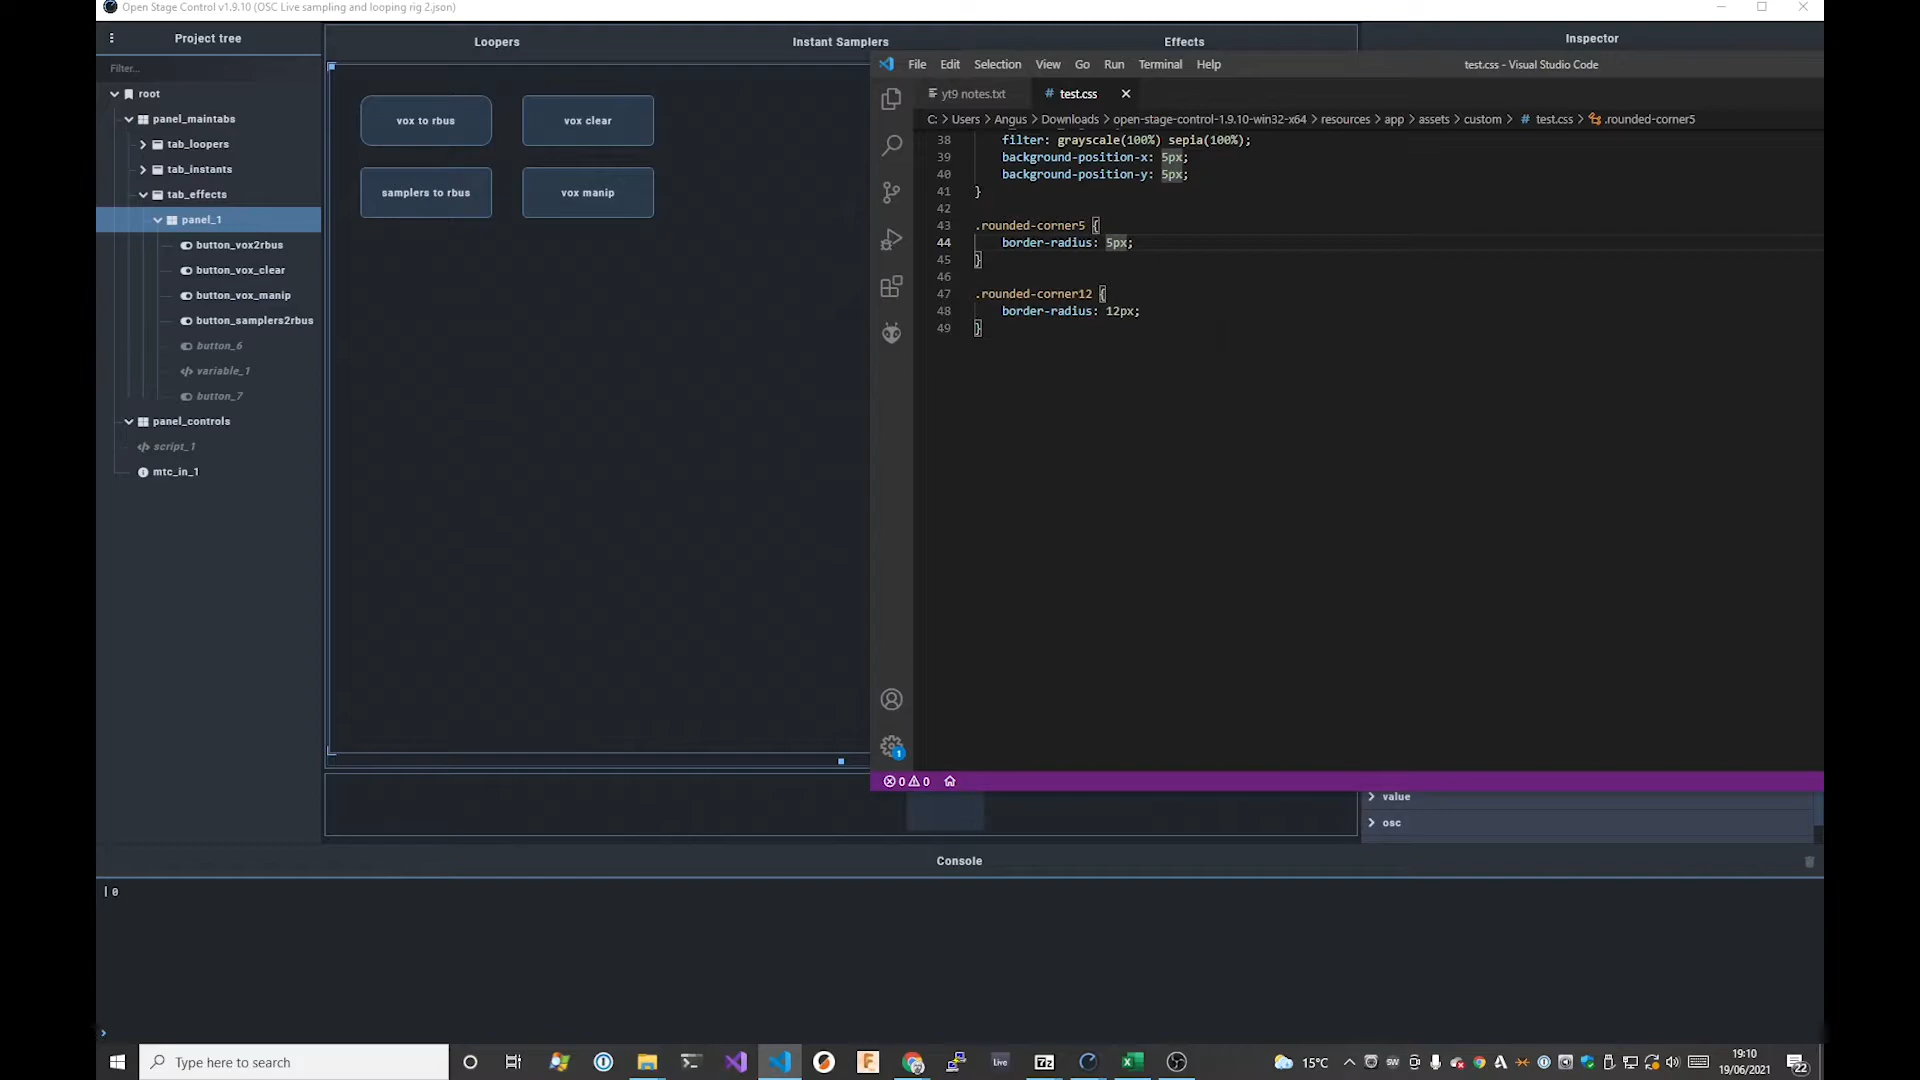 Open Stage Control v1.9.10 (OSC Live sampling and looping rig 2.json)
Project tree
Loopers
Instant Samplers
Effects
Inspector
Filter...
root
panel_maintabs
tab_loopers
tab_instants
tab_effects
panel_1
button_vox2rbus
button_vox_clear
button_vox_manip
button_samplers2rbus
button_6
variable_1
button_7
panel_controls
script_1
mtc_in_1
vox to rbus
vox clear
samplers to rbus
vox manip
File Edit Selection View Go Run Terminal Help
test.css - Visual Studio Code
yt9 notes.txt
# test.css
C: > Users > Angus > Downloads > open-stage-control-1.9.10-win32-x64 > resources > app > assets > custom > # test.css > .rounded-corner5
38 filter: grayscale(100%) sepia(100%);
39 background-position-x: 5px;
40 background-position-y: 5px;
41 }
42
43 .rounded-corner5 {
44 border-radius: 5px;
45 }
46
47 .rounded-corner12 {
48 border-radius: 12px;
49 }
1
0 0
value
osc
Console
0
Type here to search
Live
7z
15°C
SW
19:10
19/06/2021
22